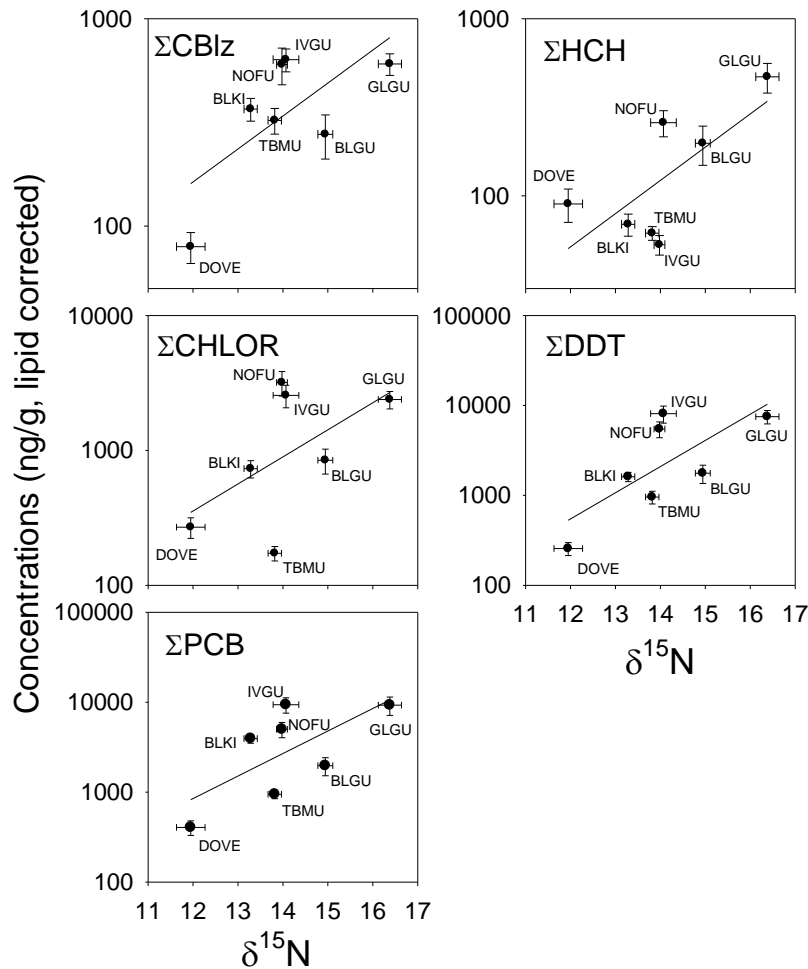 Concentrations (ng/g, lipid corrected)
ΣCBlz
1000
100
IVGU
NOFU
GLGU
BLKI
TBMU
BLGU
DOVE
ΣHCH
1000
100
GLGU
NOFU
BLGU
DOVE
TBMU
BLKI
IVGU
ΣCHLOR
10000
1000
100
NOFU
GLGU
IVGU
BLKI
BLGU
DOVE
TBMU
ΣDDT
100000
10000
1000
100
IVGU
NOFU
GLGU
BLKI
TBMU
BLGU
DOVE
11 12 13 14 15 16 17
δ15N
ΣPCB
100000
10000
1000
100
IVGU
NOFU
GLGU
BLKI
BLGU
TBMU
DOVE
11 12 13 14 15 16 17
δ15N